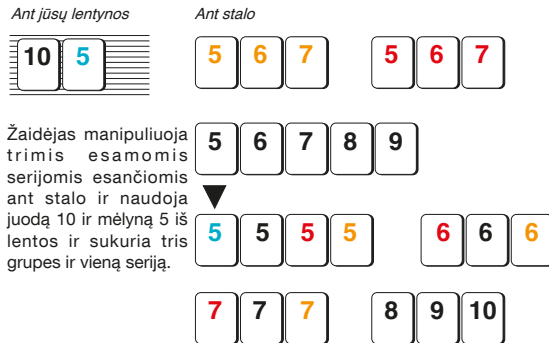 Ant jūsų lentynos
Ant stalo
10 5
5 6 7 5 6 7
Žaidėjas manipuliuoja
trimis esamomis
serijomis esančiomis
ant stalo ir naudoja
juodą 10 ir mėlyną 5 iš
lentos ir sukuria tris
grupes ir vieną seriją.
5 6 7 8 9
5 5 5 5 6 6 6
7 7 7 8 9 10